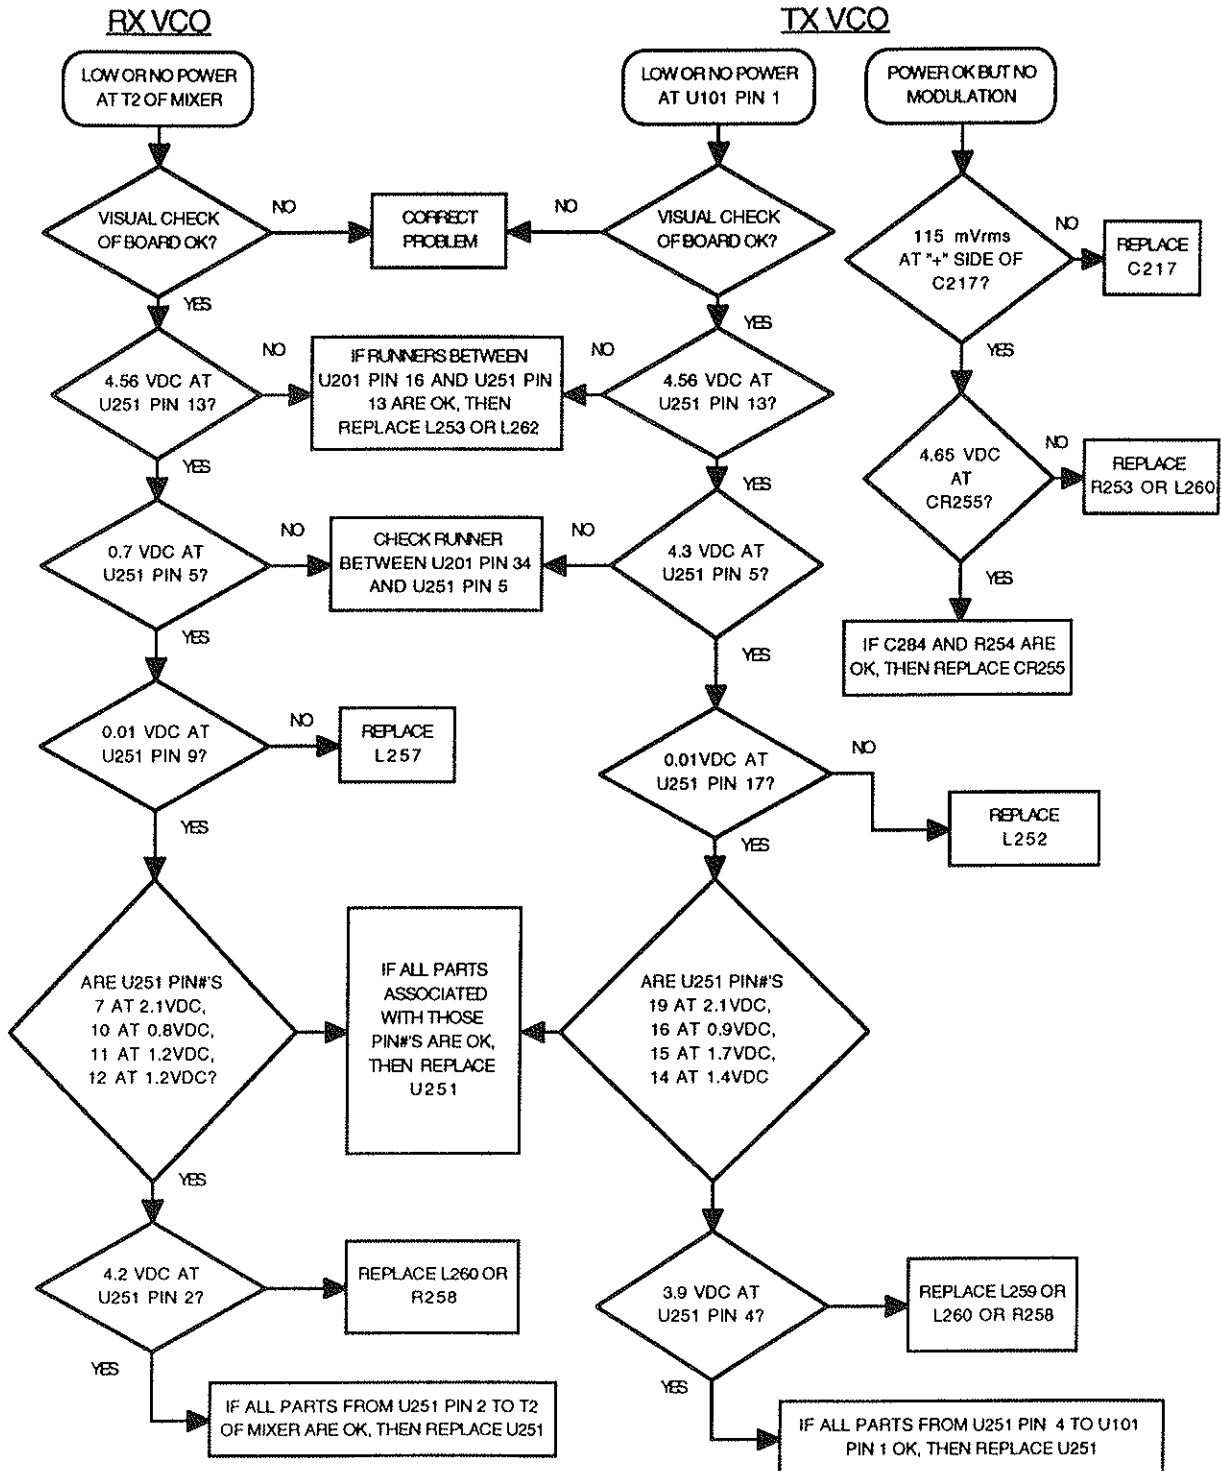 RX VCO
LOW OR NO POWER
AT T2 OF MIXER
VISUAL CHECK
OF BOARD OK?
NO
CORRECT
PROBLEM
YES
4.56 VDC AT
U251 PIN 13?
NO
IF RUNNERS BETWEEN
U201 PIN 16 AND U251 PIN
13 ARE OK, THEN
REPLACE L253 OR L262
YES
0.7 VDC AT
U251 PIN 5?
NO
CHECK RUNNER
BETWEEN U201 PIN 34
AND U251 PIN 5
YES
0.01 VDC AT
U251 PIN 9?
NO
REPLACE
L257
YES
ARE U251 PIN#'S
7 AT 2.1VDC,
10 AT 0.8VDC,
11 AT 1.2VDC,
12 AT 1.2VDC?
IF ALL PARTS
ASSOCIATED
WITH THOSE
PIN#'S ARE OK,
THEN REPLACE
U251
YES
4.2 VDC AT
U251 PIN 2?
REPLACE L260 OR
R258
YES
IF ALL PARTS FROM U251 PIN 2 TO T2
OF MIXER ARE OK, THEN REPLACE U251
TX VCO
LOW OR NO POWER
AT U101 PIN 1
NO
VISUAL CHECK
OF BOARD OK?
YES
NO
4.56 VDC AT
U251 PIN 13?
YES
NO
4.3 VDC AT
U251 PIN 5?
YES
0.01VDC AT
U251 PIN 17?
NO
REPLACE
L252
YES
ARE U251 PIN#'S
19 AT 2.1VDC,
16 AT 0.9VDC,
15 AT 1.7VDC,
14 AT 1.4VDC
3.9 VDC AT
U251 PIN 4?
REPLACE L259 OR
L260 OR R258
YES
IF ALL PARTS FROM U251 PIN 4 TO U101
PIN 1 OK, THEN REPLACE U251
POWER OK BUT NO
MODULATION
115 mVrms
AT "+" SIDE OF
C217?
NO
REPLACE
C217
YES
4.65 VDC
AT
CR255?
NO
REPLACE
R253 OR L260
YES
IF C284 AND R254 ARE
OK, THEN REPLACE CR255